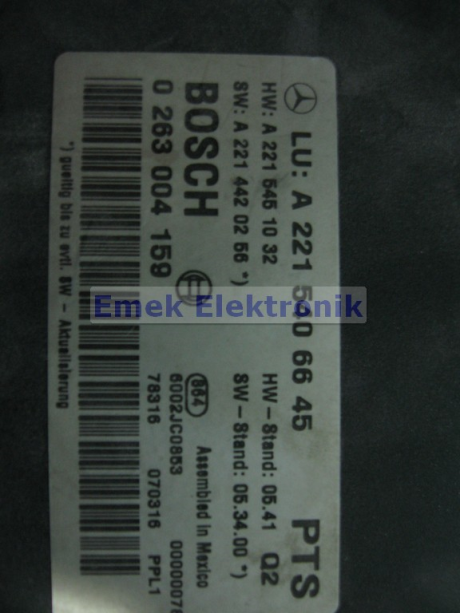 LU: A 221 540 66 45 PTS
HW: A 221 545 10 32 HW-Stand: 05.41 Q2
SW: A 221 442 02 56 *) SW-Stand: 05.34.00 *)
BOSCH
0 263 004 159
864 Assembled in Mexico
6002JC0853
78316 070316 PPL1
*) gueltig bis zu evtl. SW - Aktualisierung
Emek Elektronik